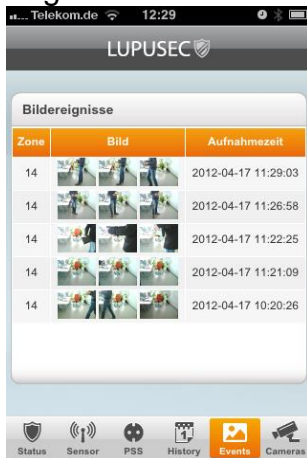 Telekom.de 12:29
LUPUSEC
Bildereignisse
Zone Bild Aufnahmezeit
14 2012-04-17 11:29:03
14 2012-04-17 11:26:58
14 2012-04-17 11:22:25
14 2012-04-17 11:21:09
14 2012-04-17 10:20:26
Status Sensor PSS History Events Cameras